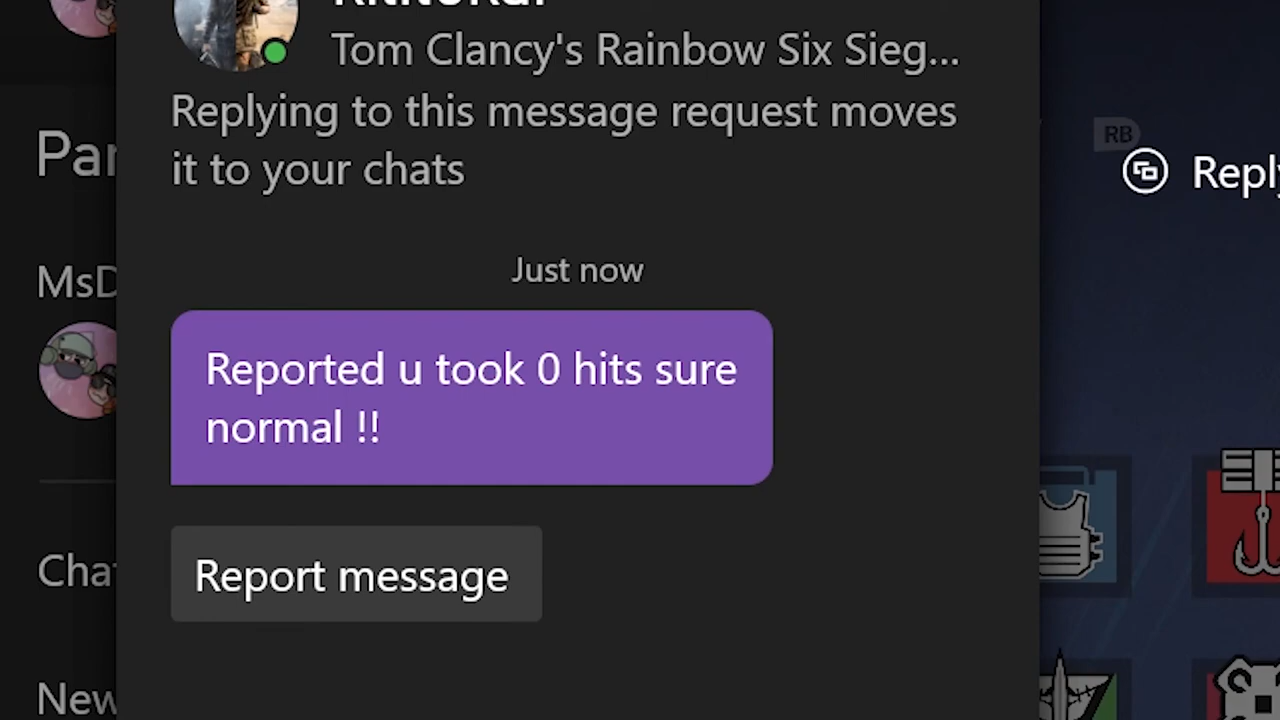 Tom Clancy's Rainbow Six Sieg...
Replying to this message request moves
it to your chats
RB
Reply
Just now
Reported u took 0 hits sure
normal !!
Report message
New